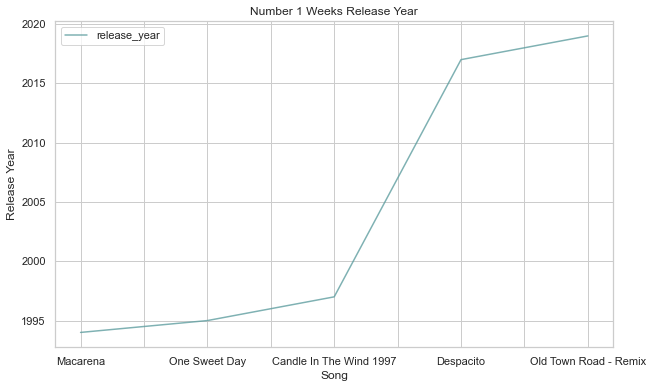 Number 1 Weeks Release Year
release_year
Release Year
2020
2015
2010
2005
2000
1995
Macarena One Sweet Day Candle In The Wind 1997 Despacito Old Town Road - Remix
Song